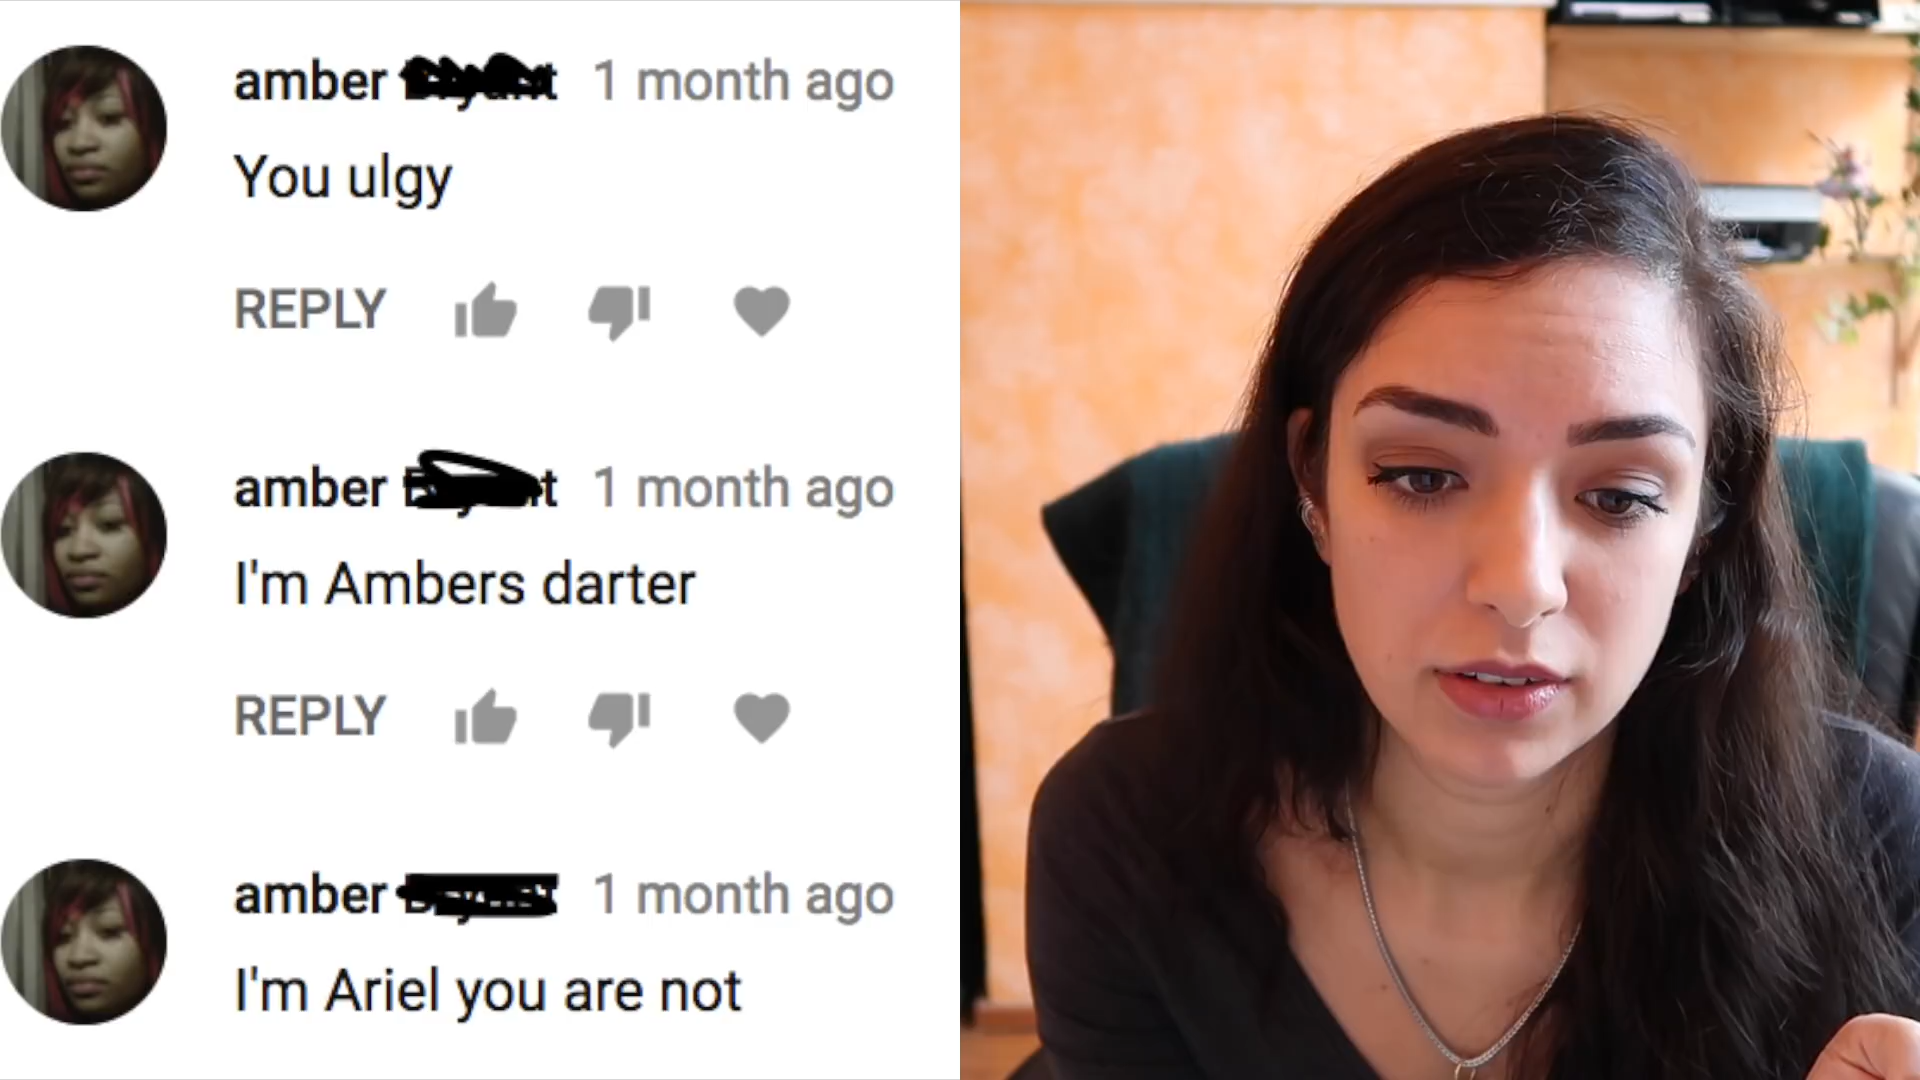 amber 1 month ago
You ulgy
REPLY
amber 1 month ago
I'm Ambers darter
REPLY
amber 1 month ago
I'm Ariel you are not